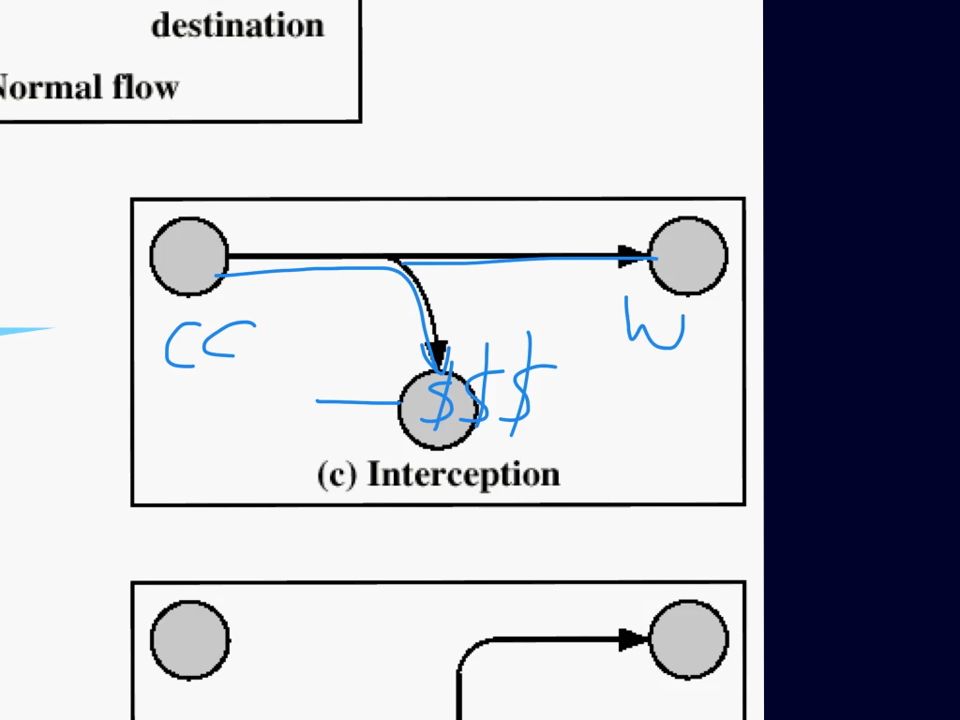 destination
Normal flow
CC
W
$$$
(c) Interception